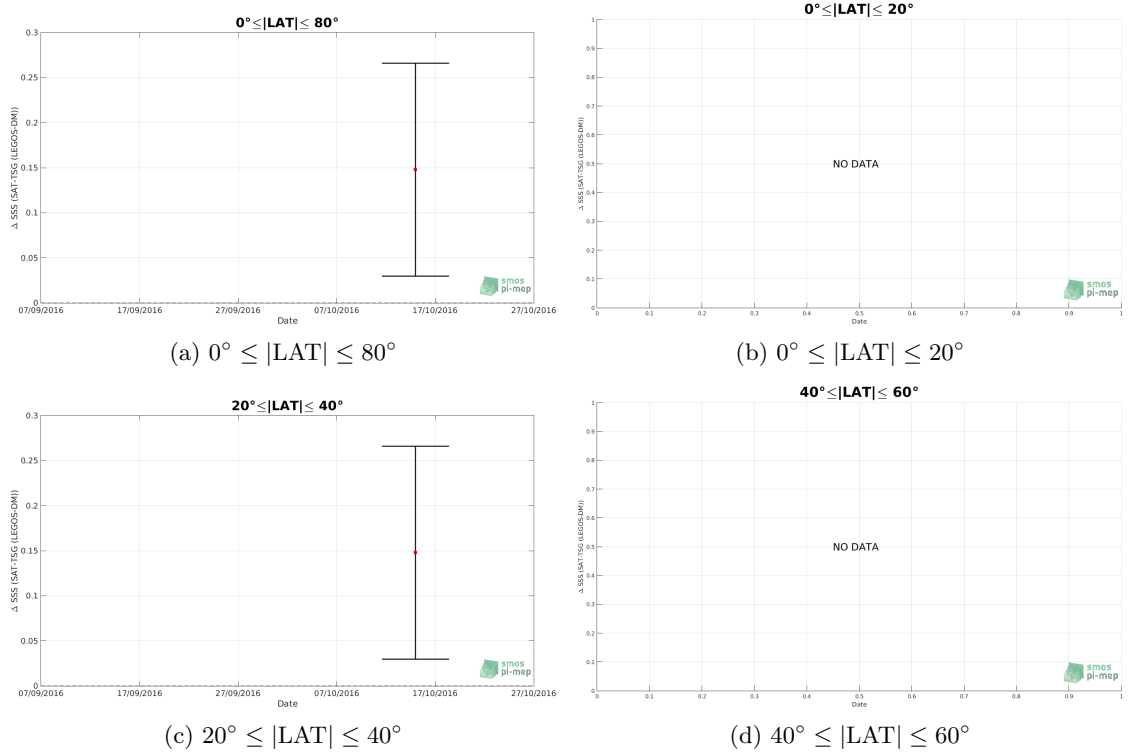 0°≤|LAT|≤ 80°
0.3
0.25
0.2
0.15
0.1
0.05
0
Δ SSS (SAT-TSG (LEGOS-DM))
07/09/2016 17/09/2016 27/09/2016 07/10/2016 17/10/2016 27/10/2016
Date
smos
pi-mep
(a) 0° ≤ |LAT| ≤ 80°
0°≤|LAT|≤ 20°
1
0.9
0.8
0.7
0.6
0.5
0.4
0.3
0.2
0.1
0
Δ SSS (SAT-TSG (LEGOS-DM))
NO DATA
0 0.1 0.2 0.3 0.4 0.5 0.6 0.7 0.8 0.9 1
Date
smos
pi-mep
(b) 0° ≤ |LAT| ≤ 20°
20°≤|LAT|≤ 40°
0.3
0.25
0.2
0.15
0.1
0.05
0
Δ SSS (SAT-TSG (LEGOS-DM))
07/09/2016 17/09/2016 27/09/2016 07/10/2016 17/10/2016 27/10/2016
Date
smos
pi-mep
(c) 20° ≤ |LAT| ≤ 40°
40°≤|LAT|≤ 60°
1
0.9
0.8
0.7
0.6
0.5
0.4
0.3
0.2
0.1
0
Δ SSS (SAT-TSG (LEGOS-DM))
NO DATA
0 0.1 0.2 0.3 0.4 0.5 0.6 0.7 0.8 0.9 1
Date
smos
pi-mep
(d) 40° ≤ |LAT| ≤ 60°